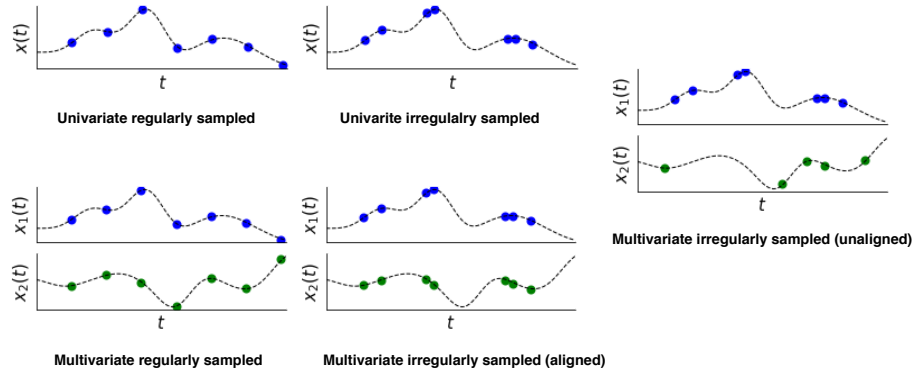 x(t)
t
Univariate regularly sampled
x(t)
t
Univarite irregulalry sampled
x₁(t)
x₂(t)
t
Multivariate regularly sampled
x₁(t)
x₂(t)
t
Multivariate irregularly sampled (aligned)
x₁(t)
x₂(t)
t
Multivariate irregularly sampled (unaligned)